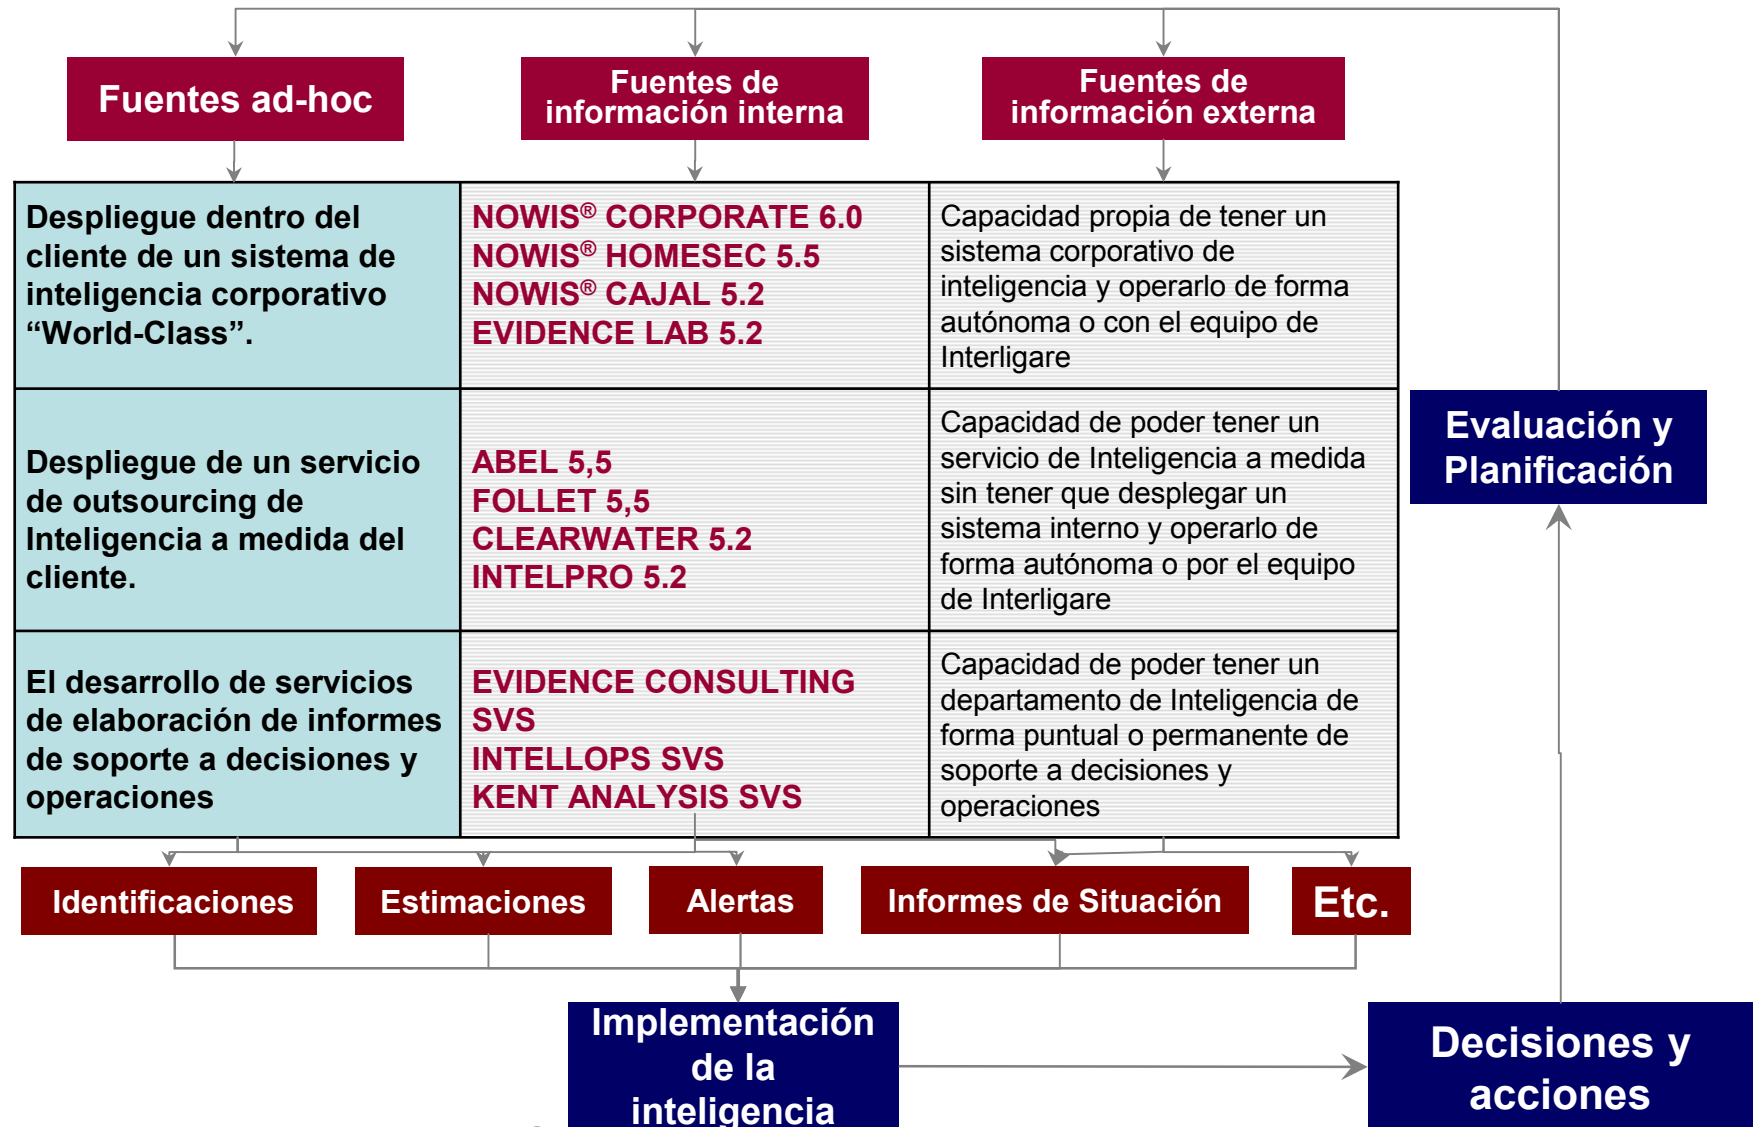 Fuentes ad-hoc
Fuentes de
información interna
Fuentes de
información externa
Despliegue dentro del
cliente de un sistema de
inteligencia corporativo
“World-Class”.
NOWIS® CORPORATE 6.0
NOWIS® HOMESEC 5.5
NOWIS® CAJAL 5.2
EVIDENCE LAB 5.2
Capacidad propia de tener un
sistema corporativo de
inteligencia y operarlo de forma
autónoma o con el equipo de
Interligare
Despliegue de un servicio
de outsourcing de
Inteligencia a medida del
cliente.
ABEL 5,5
FOLLET 5,5
CLEARWATER 5.2
INTELPRO 5.2
Capacidad de poder tener un
servicio de Inteligencia a medida
sin tener que desplegar un
sistema interno y operarlo de
forma autónoma o por el equipo
de Interligare
El desarrollo de servicios
de elaboración de informes
de soporte a decisiones y
operaciones
EVIDENCE CONSULTING
SVS
INTELLOPS SVS
KENT ANALYSIS SVS
Capacidad de poder tener un
departamento de Inteligencia de
forma puntual o permanente de
soporte a decisiones y
operaciones
Evaluación y
Planificación
Identificaciones
Estimaciones
Alertas
Informes de Situación
Etc.
Implementación
de la
inteligencia
Decisiones y
acciones